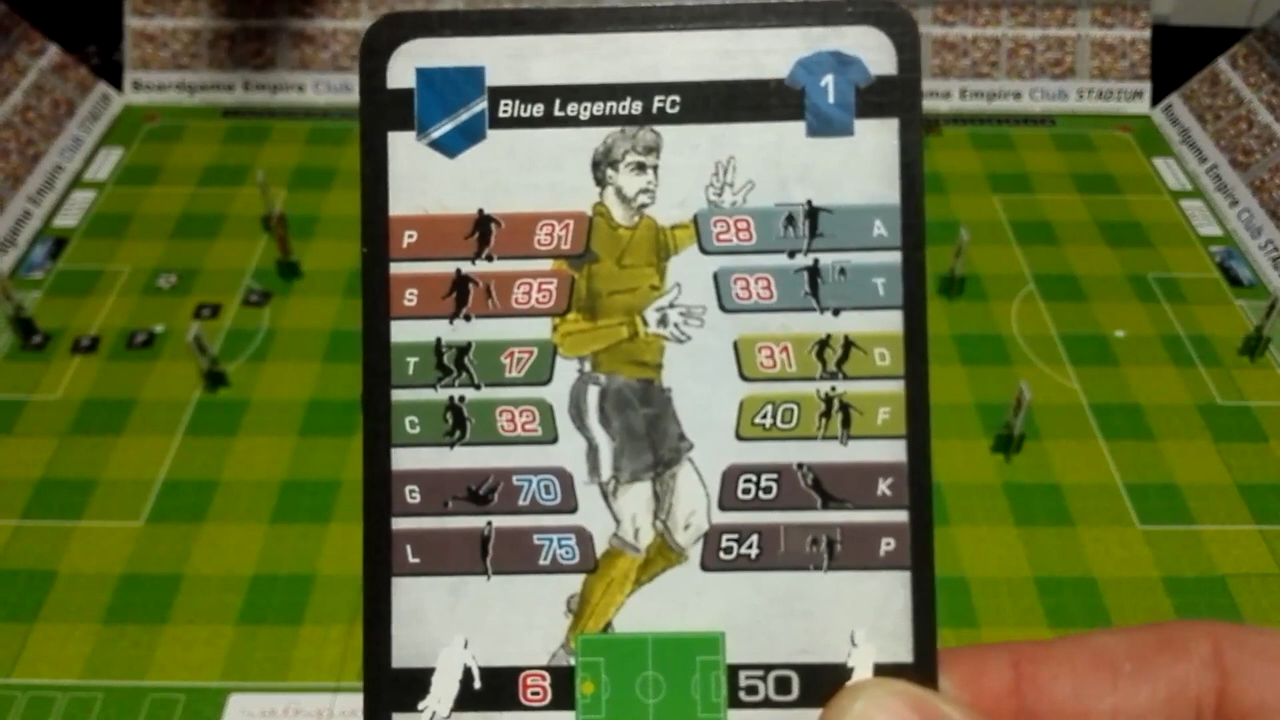 Boardgame Empire Club
me Empire Club STADIUM
Blue Legends FC
1
P 31
28 A
S 35
33 T
T 17
31 D
C 32
40 F
G 70
65 K
L 75
54 P
6
50